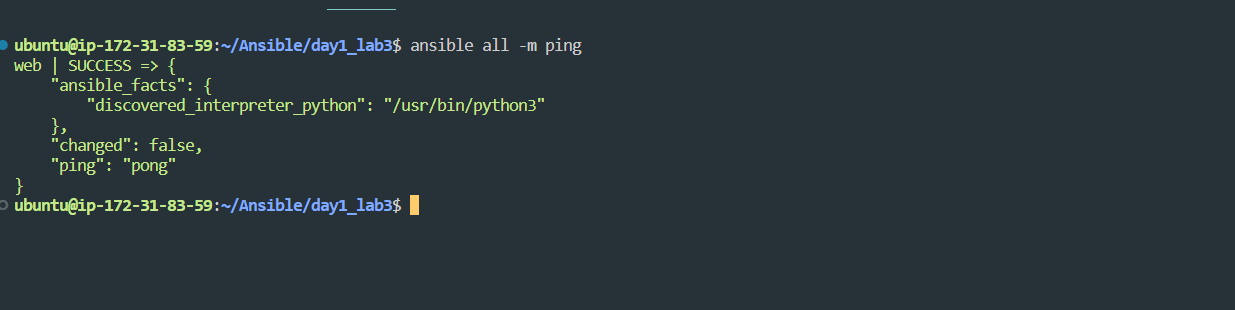 ubuntu@ip-172-31-83-59:~/Ansible/day1_lab3$ ansible all -m ping
web | SUCCESS => {
    "ansible_facts": {
        "discovered_interpreter_python": "/usr/bin/python3"
    },
    "changed": false,
    "ping": "pong"
}
ubuntu@ip-172-31-83-59:~/Ansible/day1_lab3$